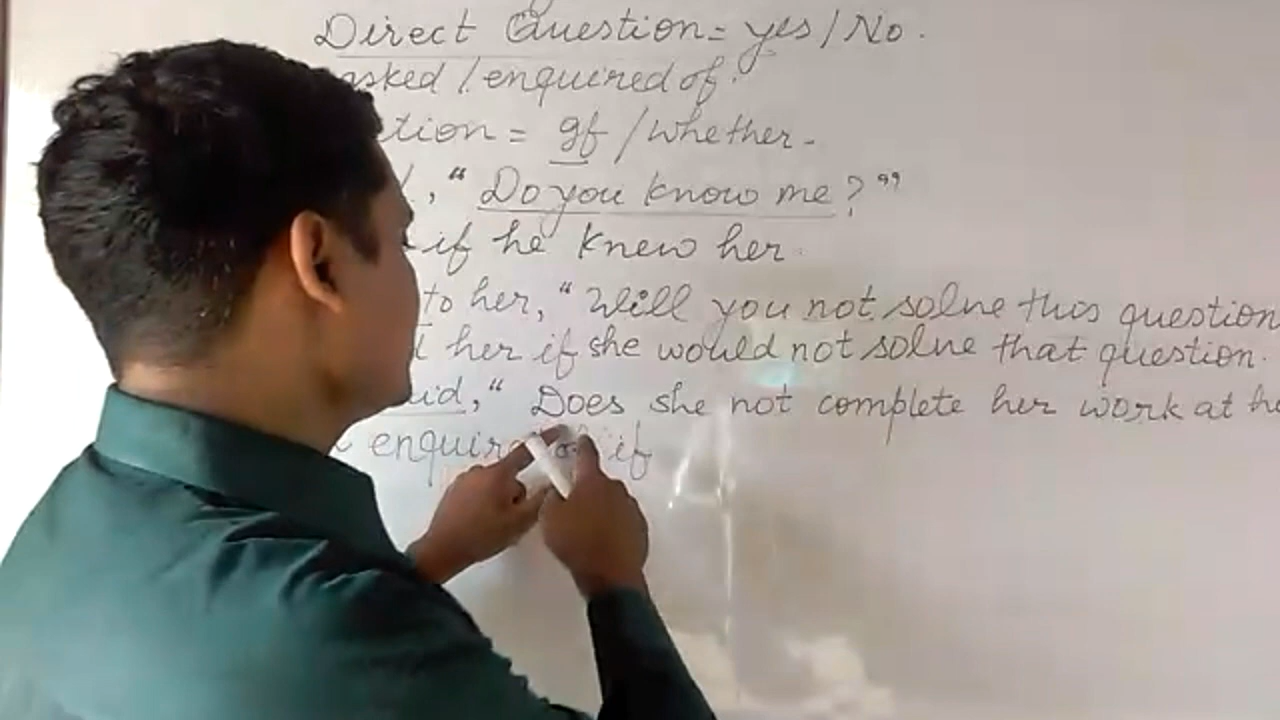 Direct Question = yes / No.
asked / enquired of.
tion = If / whether -
, "Do you know me?"
if he knew her.
to her, "Will you not solve this question
her if she would not solve that question.
aid, "Does she not complete her work at ho
enquir if